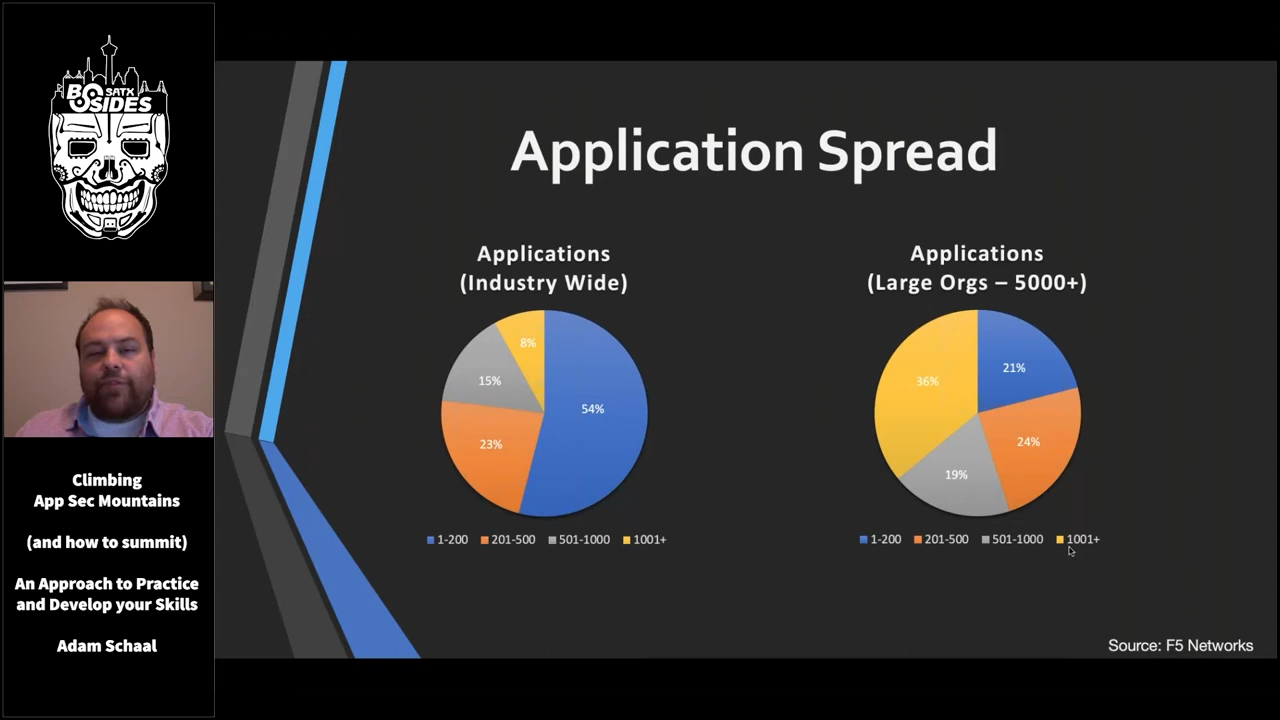 BSIDES
SATX
Climbing
App Sec Mountains
(and how to summit)
An Approach to Practice
and Develop your Skills
Adam Schaal
Application Spread
Applications
(Industry Wide)
8%
15%
54%
23%
1-200 201-500 501-1000 1001+
Applications
(Large Orgs – 5000+)
36%
21%
24%
19%
1-200 201-500 501-1000 1001+
Source: F5 Networks